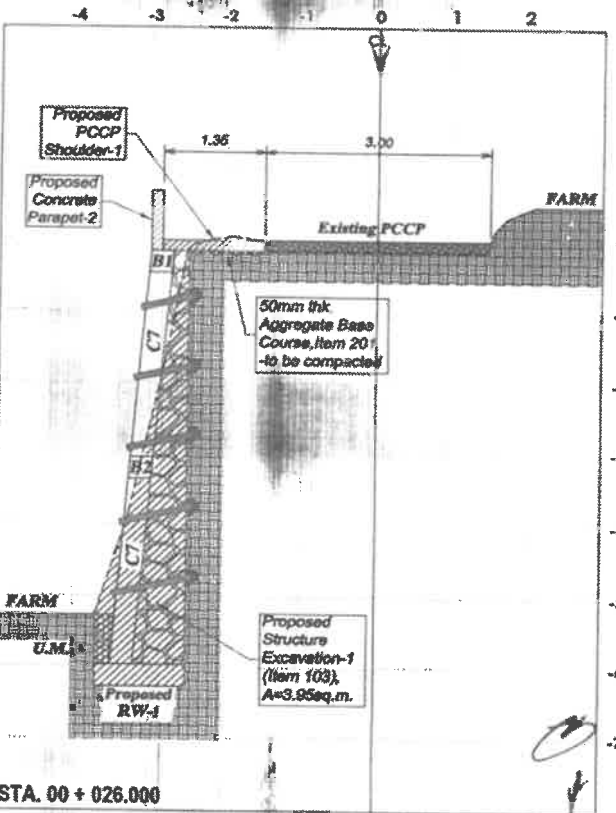 -4 -3 -2 -1 0 1 2
CL
Proposed
PCCP
Shoulder-1
1.35
3.00
Proposed
Concrete
Parapet-2
FARM
Existing PCCP
B1
50mm thk
Aggregate Base
Course,Item 201
-to be compacted
C7
B2
C7
FARM
U.M.
Proposed
Structure
Excavation-1
(Item 103),
A=3.95sq.m.
Proposed
RW-1
STA. 00 + 026.000